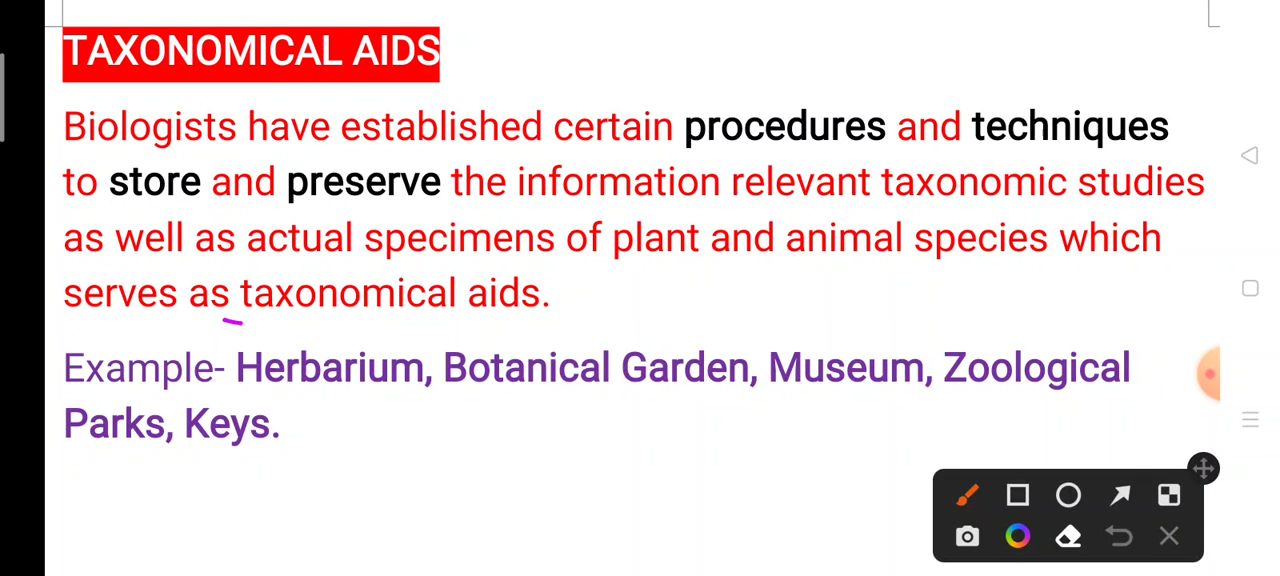 TAXONOMICAL AIDS
Biologists have established certain procedures and techniques
to store and preserve the information relevant taxonomic studies
as well as actual specimens of plant and animal species which
serves as taxonomical aids.
Example- Herbarium, Botanical Garden, Museum, Zoological
Parks, Keys.